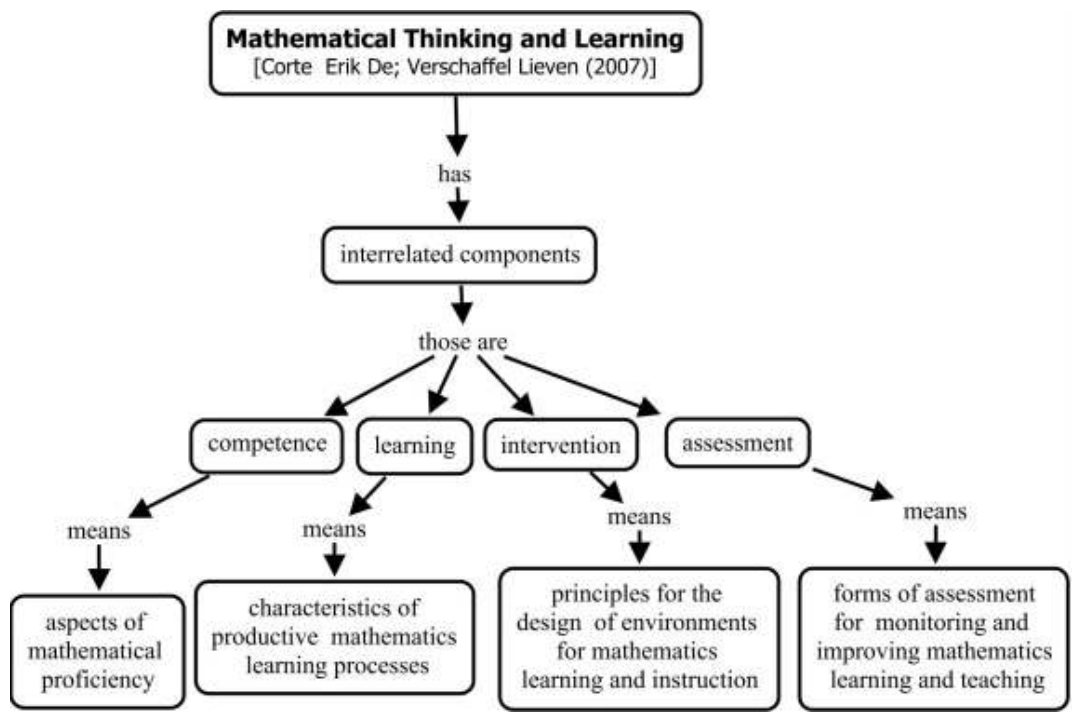 Mathematical Thinking and Learning
[Corte Erik De; Verschaffel Lieven (2007)]
has
interrelated components
those are
competence
learning
intervention
assessment
means
means
means
means
aspects of
mathematical
proficiency
characteristics of
productive mathematics
learning processes
principles for the
design of environments
for mathematics
learning and instruction
forms of assessment
for monitoring and
improving mathematics
learning and teaching